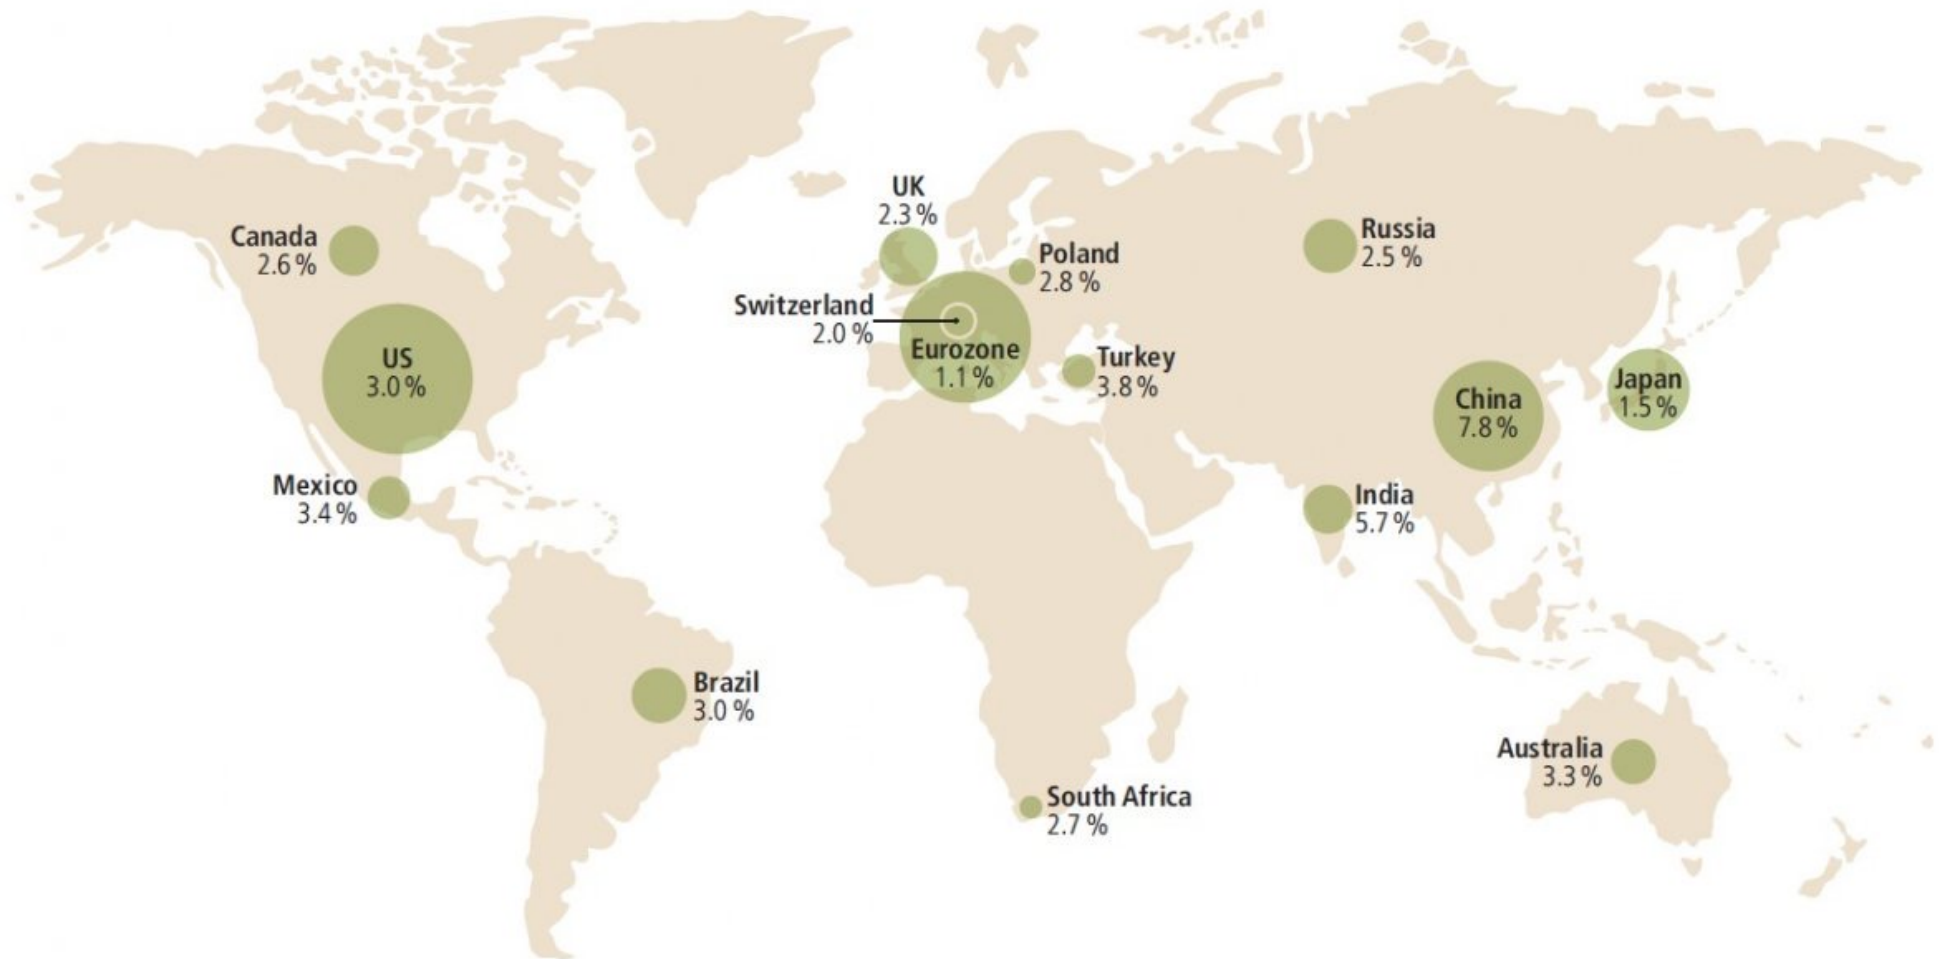 UK
2.3 %
Canada
2.6 %
Russia
2.5 %
Poland
2.8 %
Switzerland
2.0 %
US
3.0 %
Eurozone
1.1 %
Turkey
3.8 %
China
7.8 %
Japan
1.5 %
Mexico
3.4 %
India
5.7 %
Brazil
3.0 %
Australia
3.3 %
South Africa
2.7 %